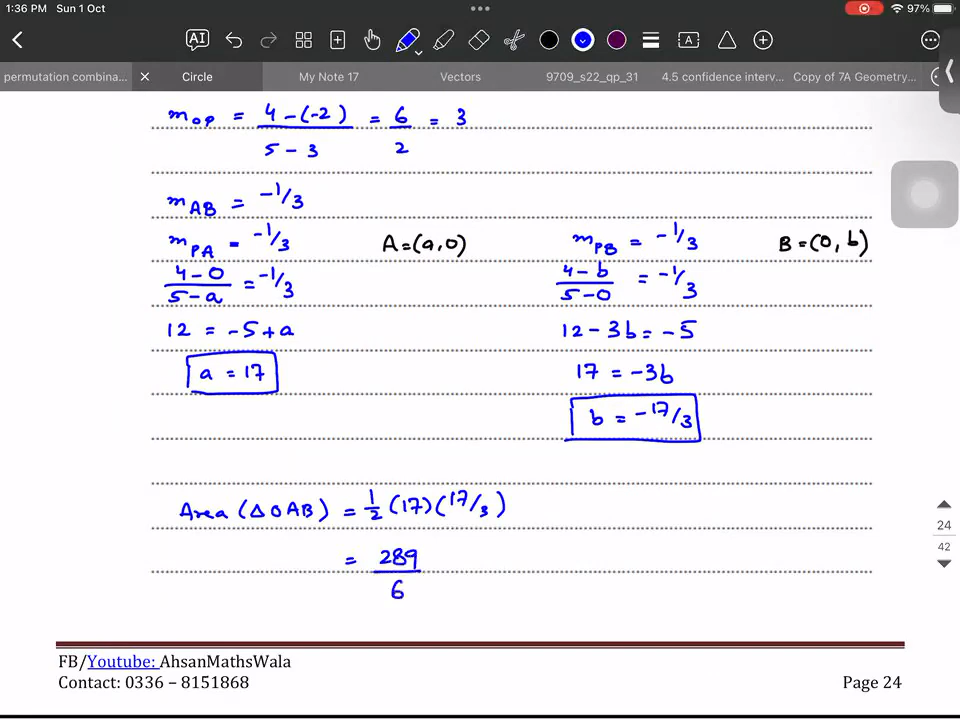 1:36 PM Sun 1 Oct
97%
AI
A
permutation combina... × Circle My Note 17 Vectors 9709_s22_qp_31 4.5 confidence interv... Copy of 7A Geometry...
m_OP = 4 - (-2) / 5 - 3 = 6/2 = 3
m_AB = -1/3
m_PA = -1/3 A = (a,0) m_PB = -1/3 B = (0, b)
4 - 0 / 5 - a = -1/3 4 - b / 5 - 0 = -1/3
12 = -5 + a 12 - 3b = -5
a = 17 17 = -3b
b = -17/3
Area (Δ OAB) = 1/2 (17)(17/3)
= 289/6
24
42
FB/Youtube: AhsanMathsWala
Contact: 0336 – 8151868 Page 24